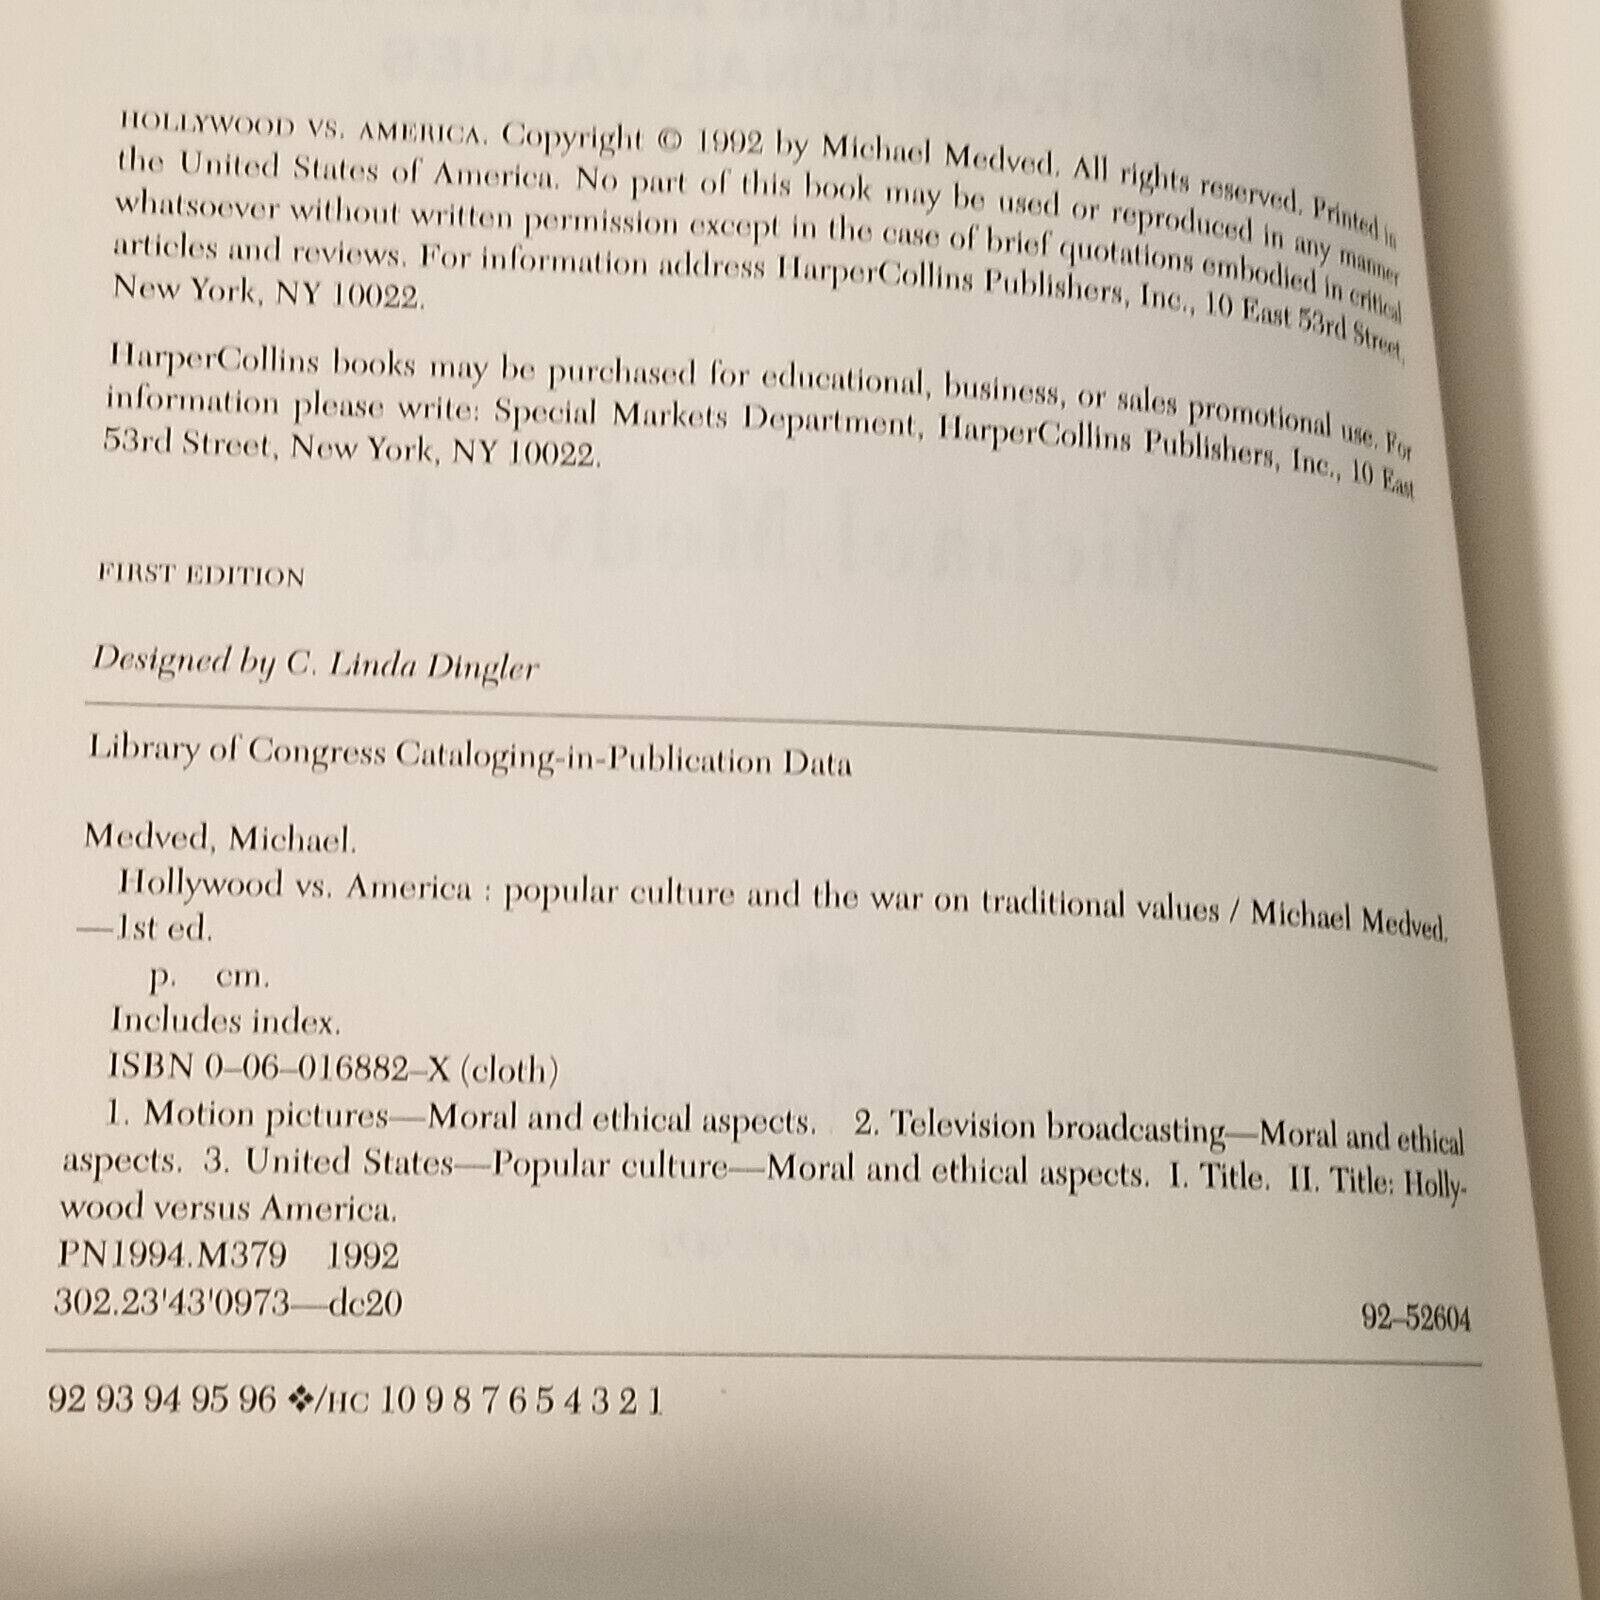 HOLLYWOOD VS. AMERICA. Copyright © 1992 by Michael Medved. All rights reserved. Printed in
the United States of America. No part of this book may be used or reproduced in any manner
whatsoever without written permission except in the case of brief quotations embodied in critical
articles and reviews. For information address HarperCollins Publishers, Inc., 10 East 53rd Street,
New York, NY 10022.
HarperCollins books may be purchased for educational, business, or sales promotional use. For
information please write: Special Markets Department, HarperCollins Publishers, Inc., 10 East
53rd Street, New York, NY 10022.
FIRST EDITION
Designed by C. Linda Dingler
Library of Congress Cataloging-in-Publication Data
Medved, Michael.
Hollywood vs. America : popular culture and the war on traditional values / Michael Medved.
—1st ed.
p. cm.
Includes index.
ISBN 0–06–016882–X (cloth)
1. Motion pictures—Moral and ethical aspects. 2. Television broadcasting—Moral and ethical
aspects. 3. United States—Popular culture—Moral and ethical aspects. I. Title. II. Title: Holly-
wood versus America.
PN1994.M379 1992
302.23'43'0973—dc20 92–52604
92 93 94 95 96 ❖/HC 10 9 8 7 6 5 4 3 2 1